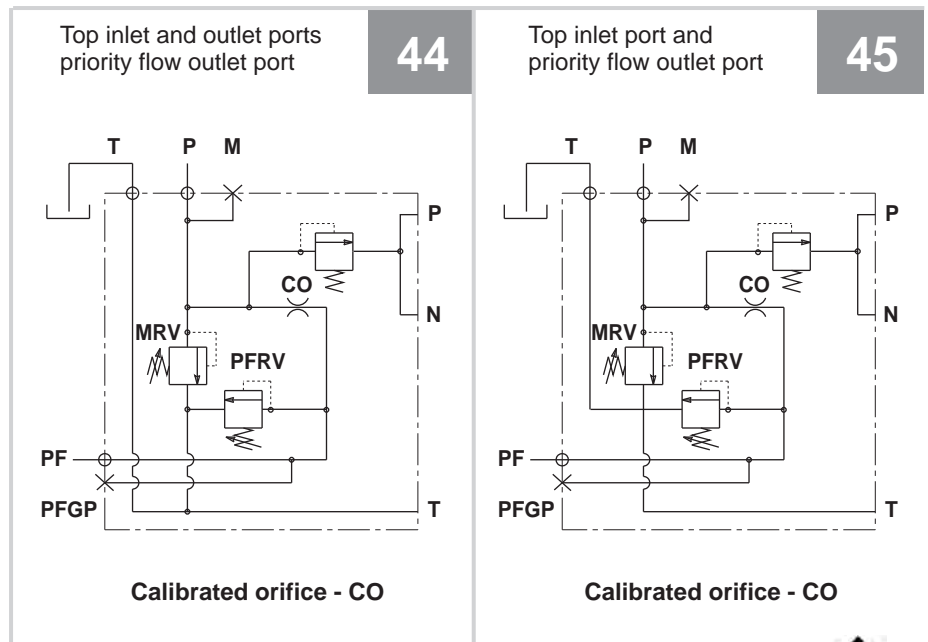 Top inlet and outlet ports
priority flow outlet port
44
T P M
P
CO
N
MRV
PFRV
PF
PFGP
T
Calibrated orifice - CO
Top inlet port and
priority flow outlet port
45
T P M
P
CO
N
MRV
PFRV
PF
PFGP
T
Calibrated orifice - CO